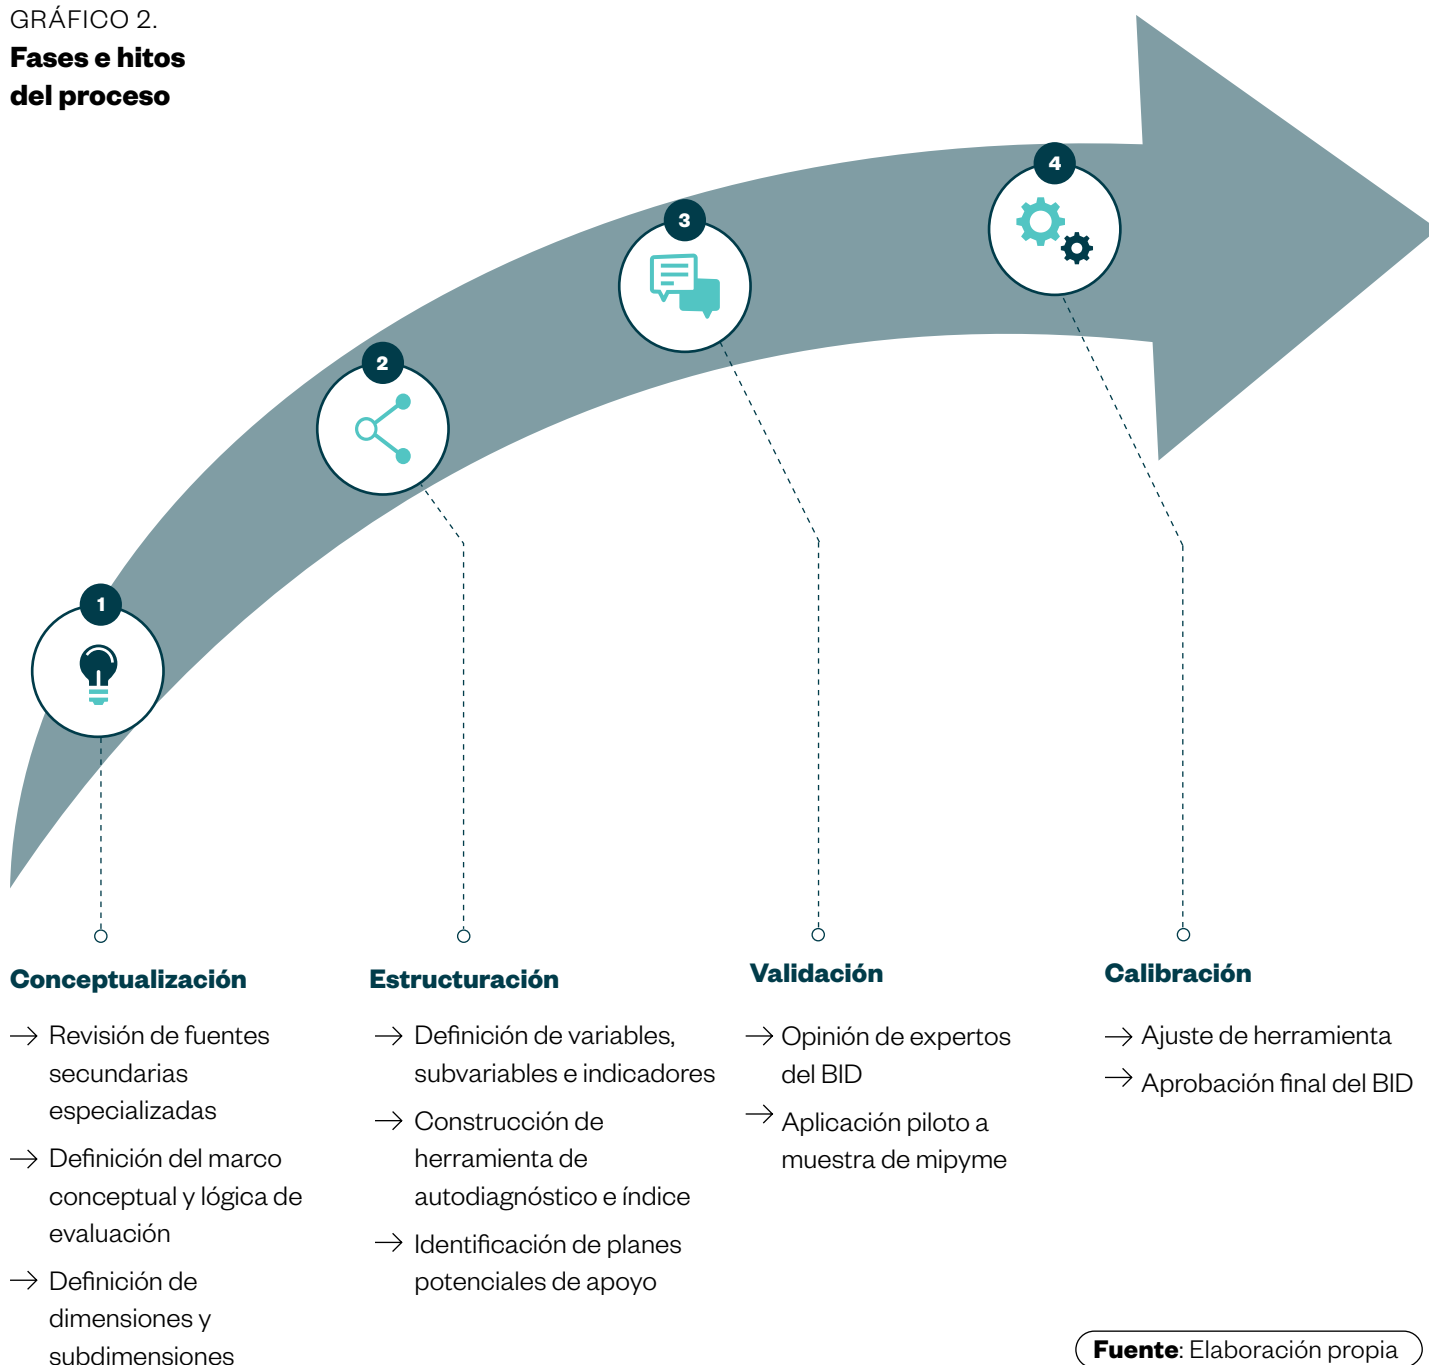 GRÁFICO 2.
Fases e hitos
del proceso
1
2
3
4
Conceptualización
→ Revisión de fuentes
secundarias
especializadas
→ Definición del marco
conceptual y lógica de
evaluación
→ Definición de
dimensiones y
subdimensiones
Estructuración
→ Definición de variables,
subvariables e indicadores
→ Construcción de
herramienta de
autodiagnóstico e índice
→ Identificación de planes
potenciales de apoyo
Validación
→ Opinión de expertos
del BID
→ Aplicación piloto a
muestra de mipyme
Calibración
→ Ajuste de herramienta
→ Aprobación final del BID
Fuente: Elaboración propia